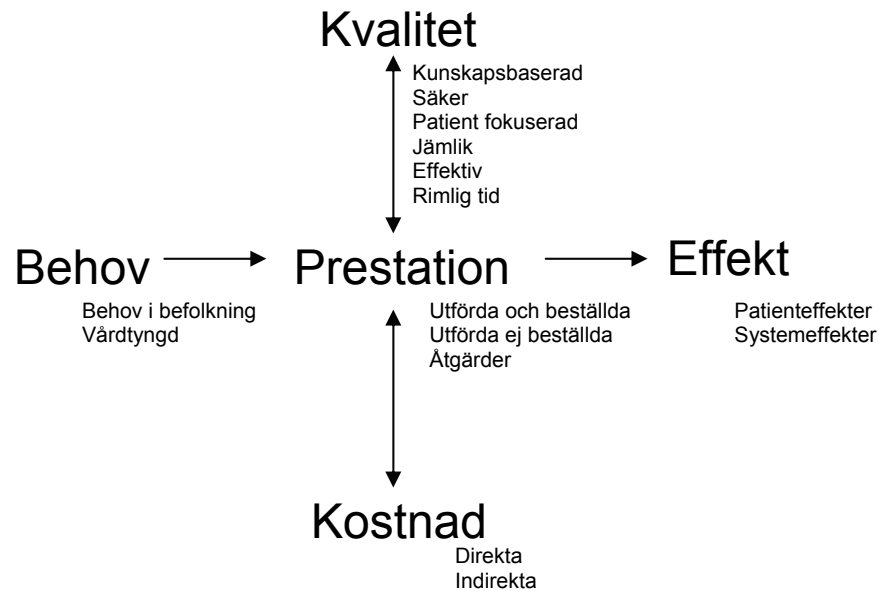 Kvalitet
Kunskapsbaserad
Säker
Patient fokuserad
Jämlik
Effektiv
Rimlig tid
Behov
Behov i befolkning
Vårdtyngd
Prestation
Utförda och beställda
Utförda ej beställda
Åtgärder
Effekt
Patienteffekter
Systemeffekter
Kostnad
Direkta
Indirekta